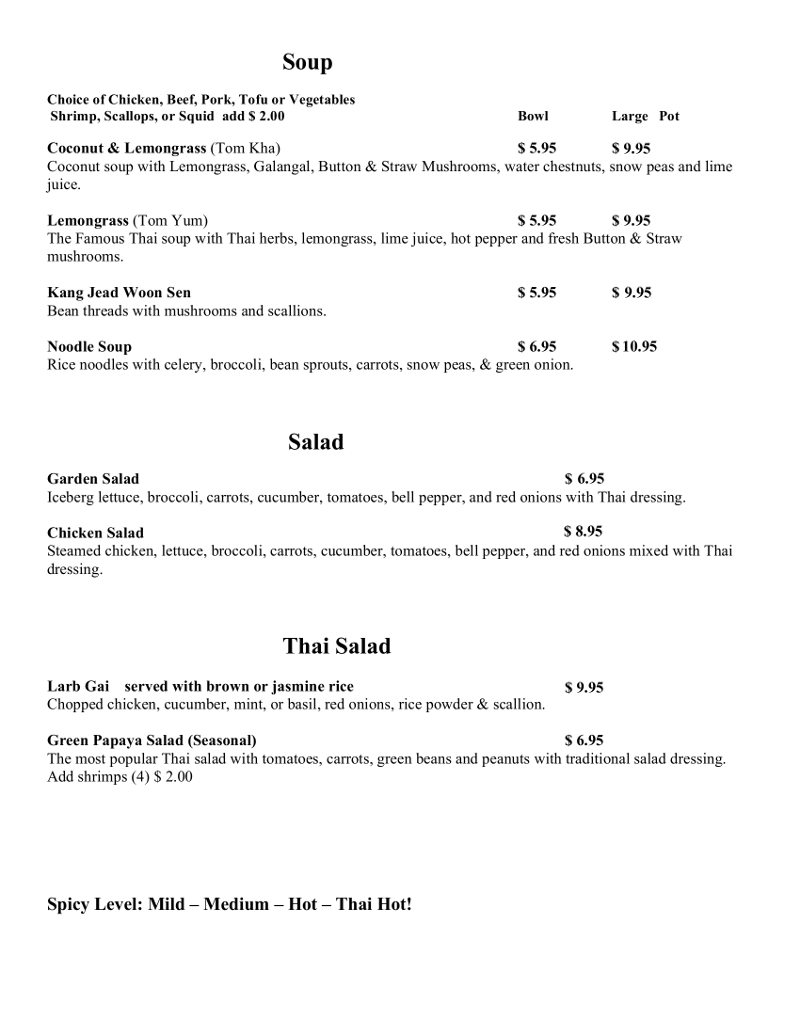 Soup
Choice of Chicken, Beef, Pork, Tofu or Vegetables
Shrimp, Scallops, or Squid add $ 2.00 Bowl Large Pot
Coconut & Lemongrass (Tom Kha) $ 5.95 $ 9.95
Coconut soup with Lemongrass, Galangal, Button & Straw Mushrooms, water chestnuts, snow peas and lime
juice.
Lemongrass (Tom Yum) $ 5.95 $ 9.95
The Famous Thai soup with Thai herbs, lemongrass, lime juice, hot pepper and fresh Button & Straw
mushrooms.
Kang Jead Woon Sen $ 5.95 $ 9.95
Bean threads with mushrooms and scallions.
Noodle Soup $ 6.95 $ 10.95
Rice noodles with celery, broccoli, bean sprouts, carrots, snow peas, & green onion.
Salad
Garden Salad $ 6.95
Iceberg lettuce, broccoli, carrots, cucumber, tomatoes, bell pepper, and red onions with Thai dressing.
Chicken Salad $ 8.95
Steamed chicken, lettuce, broccoli, carrots, cucumber, tomatoes, bell pepper, and red onions mixed with Thai
dressing.
Thai Salad
Larb Gai served with brown or jasmine rice $ 9.95
Chopped chicken, cucumber, mint, or basil, red onions, rice powder & scallion.
Green Papaya Salad (Seasonal) $ 6.95
The most popular Thai salad with tomatoes, carrots, green beans and peanuts with traditional salad dressing.
Add shrimps (4) $ 2.00
Spicy Level: Mild – Medium – Hot – Thai Hot!